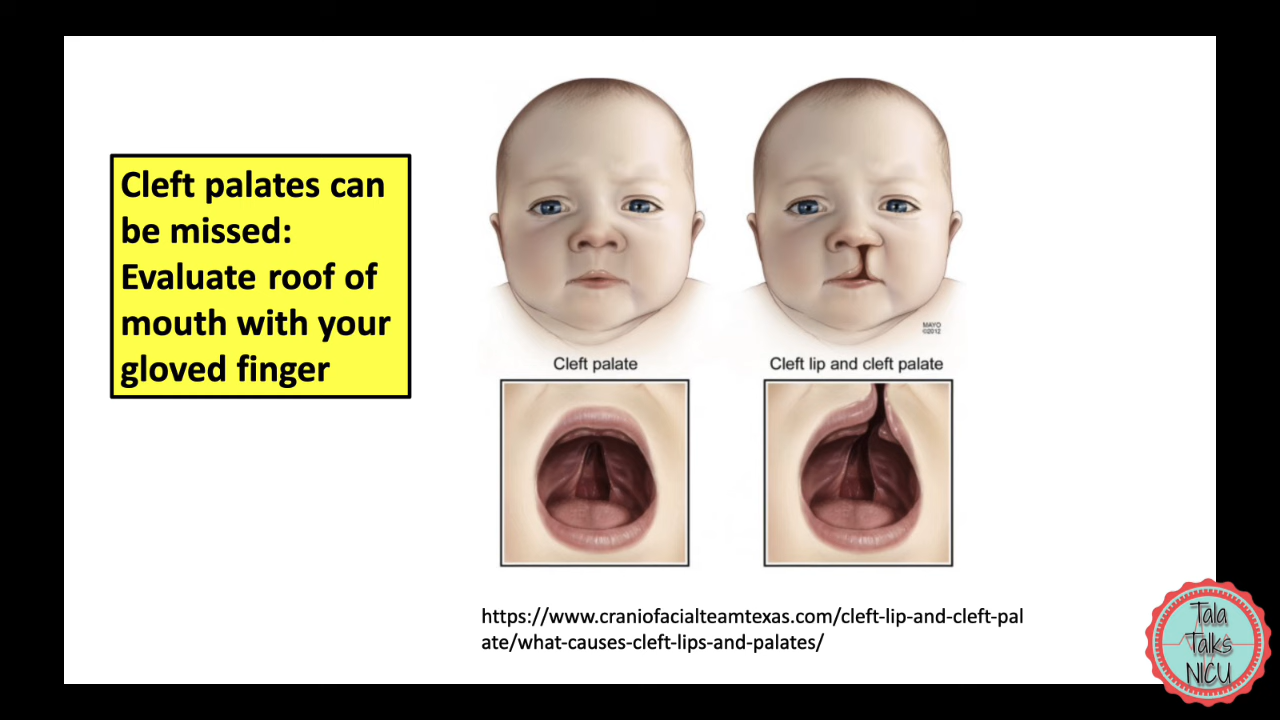 Cleft palates can
be missed:
Evaluate roof of
mouth with your
gloved finger
MAYO
©2012
Cleft palate
Cleft lip and cleft palate
https://www.craniofacialteamtexas.com/cleft-lip-and-cleft-pal
ate/what-causes-cleft-lips-and-palates/
Tala
Talks
NICU